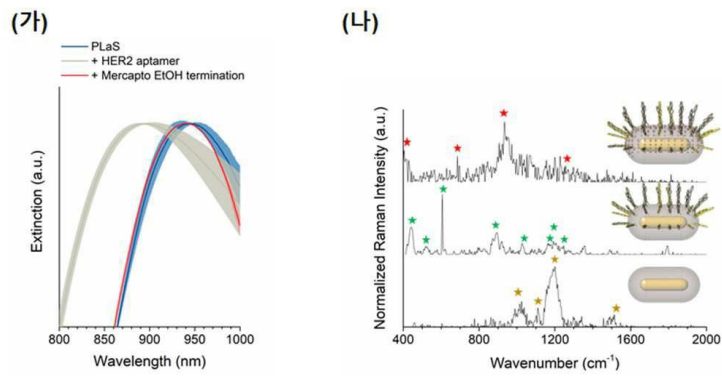 (가)
PLaS
+ HER2 aptamer
+ Mercapto EtOH termination
Extinction (a.u.)
800 850 900 950 1000
Wavelength (nm)
(나)
Normalized Raman Intensity (a.u.)
400 800 1200 1600 2000
Wavenumber (cm⁻¹)